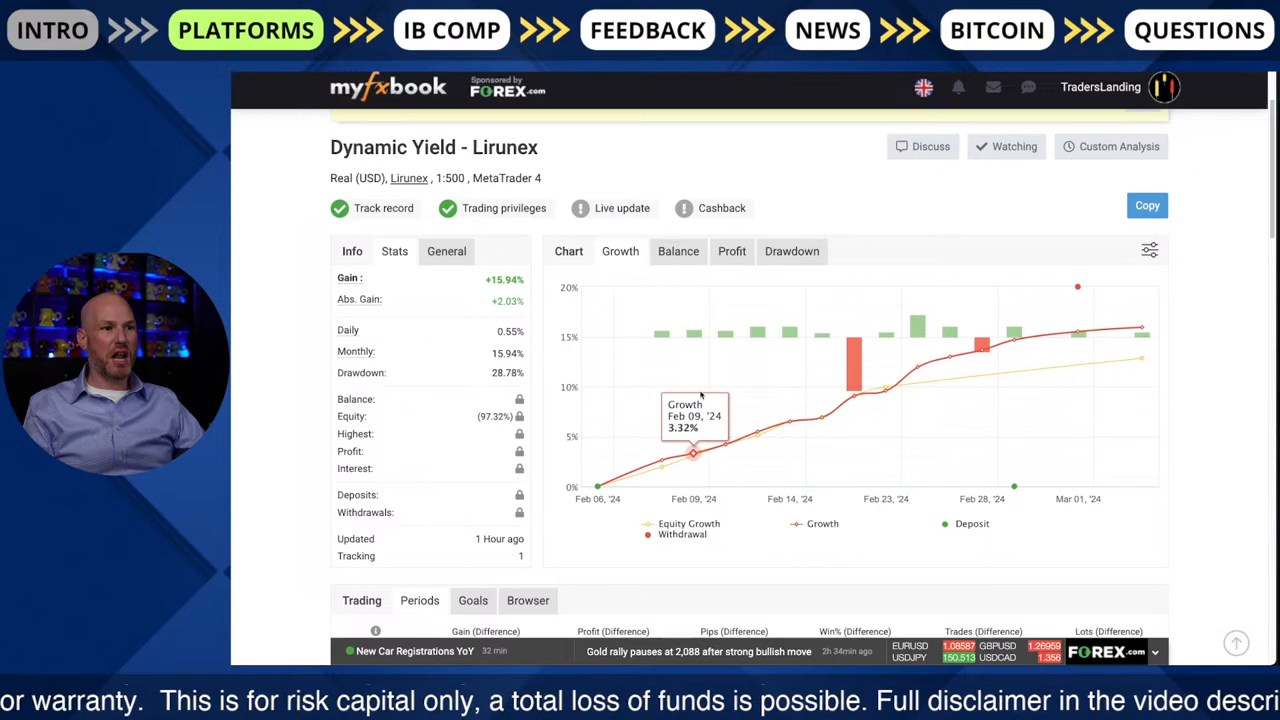 INTRO
PLATFORMS
IB COMP
FEEDBACK
NEWS
BITCOIN
QUESTIONS
myfxbook
Sponsored by
FOREX.com
TradersLanding
Dynamic Yield - Lirunex
Discuss
Watching
Custom Analysis
Real (USD), Lirunex , 1:500 , MetaTrader 4
Track record
Trading privileges
Live update
Cashback
Copy
Info
Stats
General
Gain :
+15.94%
Abs. Gain:
+2.03%
Daily
0.55%
Monthly:
15.94%
Drawdown:
28.78%
Balance:
Equity:
(97.32%)
Highest:
Profit:
Interest:
Deposits:
Withdrawals:
Updated
1 Hour ago
Tracking
1
Chart
Growth
Balance
Profit
Drawdown
20%
15%
10%
5%
0%
Growth
Feb 09, '24
3.32%
Feb 06, '24
Feb 09, '24
Feb 14, '24
Feb 23, '24
Feb 28, '24
Mar 01, '24
Equity Growth
Growth
Deposit
Withdrawal
Trading
Periods
Goals
Browser
Gain (Difference)
Profit (Difference)
Pips (Difference)
Win% (Difference)
Trades (Difference)
Lots (Difference)
New Car Registrations YoY
32 min
Gold rally pauses at 2,088 after strong bullish move
2h 34min ago
EURUSD
1.08587
GBPUSD
1.26959
USDJPY
150.513
USDCAD
1.356
FOREX.com
or warranty. This is for risk capital only, a total loss of funds is possible. Full disclaimer in the video descri